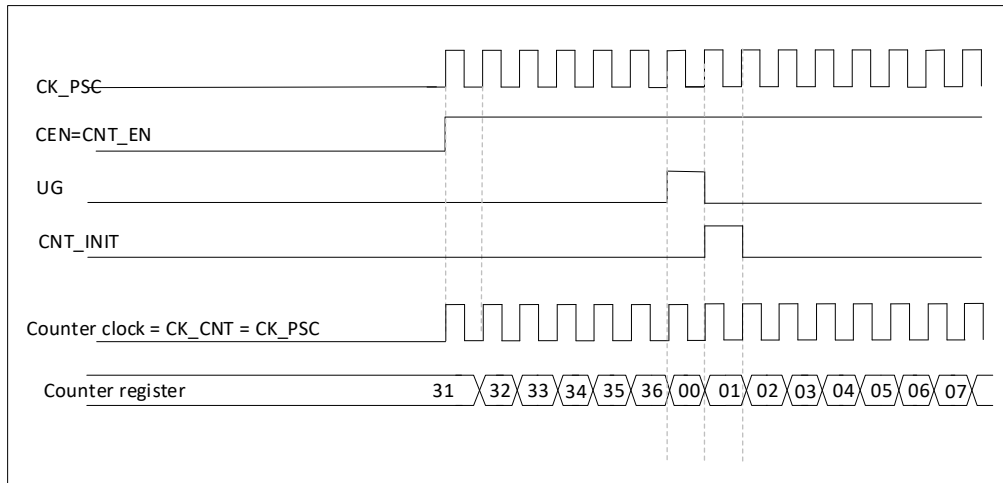 CK_PSC
CEN=CNT_EN
UG
CNT_INIT
Counter clock = CK_CNT = CK_PSC
Counter register 31 32 33 34 35 36 00 01 02 03 04 05 06 07